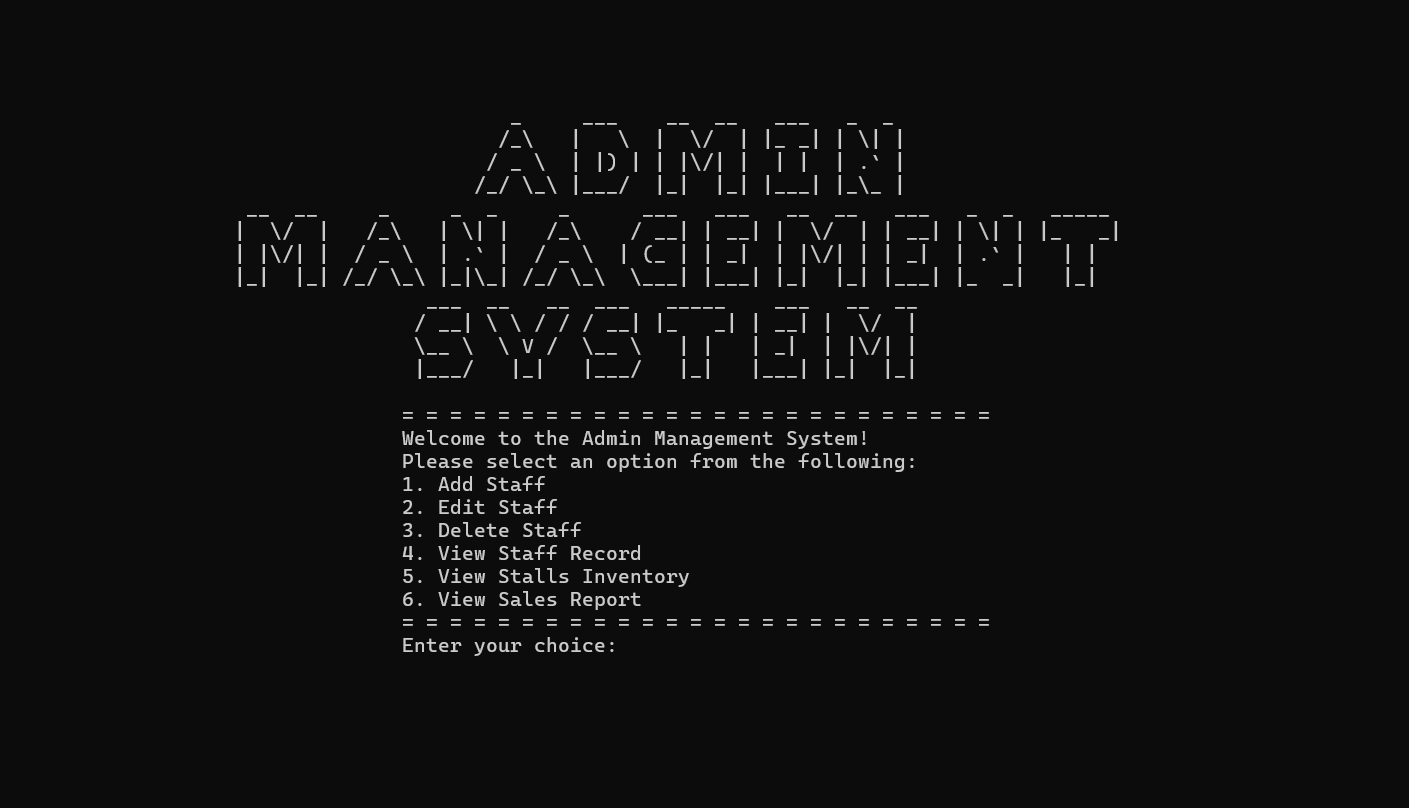 ADMIN
MANAGEMENT
SYSTEM
= = = = = = = = = = = = = = = = = = = = = = = = =
Welcome to the Admin Management System!
Please select an option from the following:
1. Add Staff
2. Edit Staff
3. Delete Staff
4. View Staff Record
5. View Stalls Inventory
6. View Sales Report
= = = = = = = = = = = = = = = = = = = = = = = = =
Enter your choice: